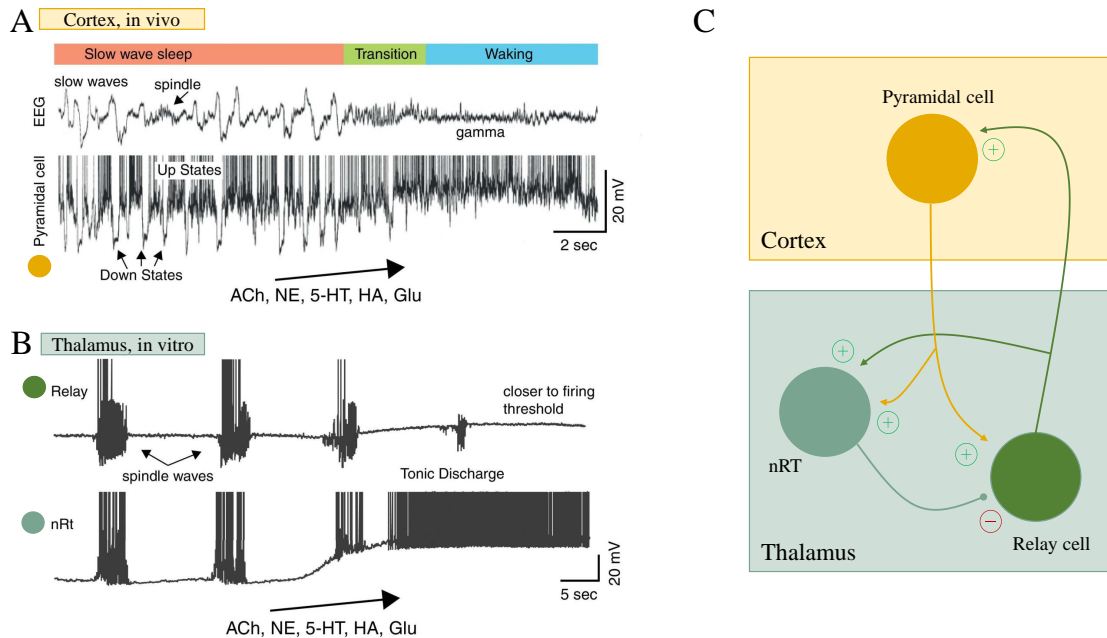 A
Cortex, in vivo
Slow wave sleep
Transition
Waking
slow waves
spindle
gamma
EEG
Up States
Pyramidal cell
20 mV
2 sec
Down States
ACh, NE, 5-HT, HA, Glu
B
Thalamus, in vitro
Relay
closer to firing
threshold
spindle waves
Tonic Discharge
nRt
20 mV
5 sec
ACh, NE, 5-HT, HA, Glu
C
Pyramidal cell
+
Cortex
+
+
+
nRT
−
Relay cell
Thalamus